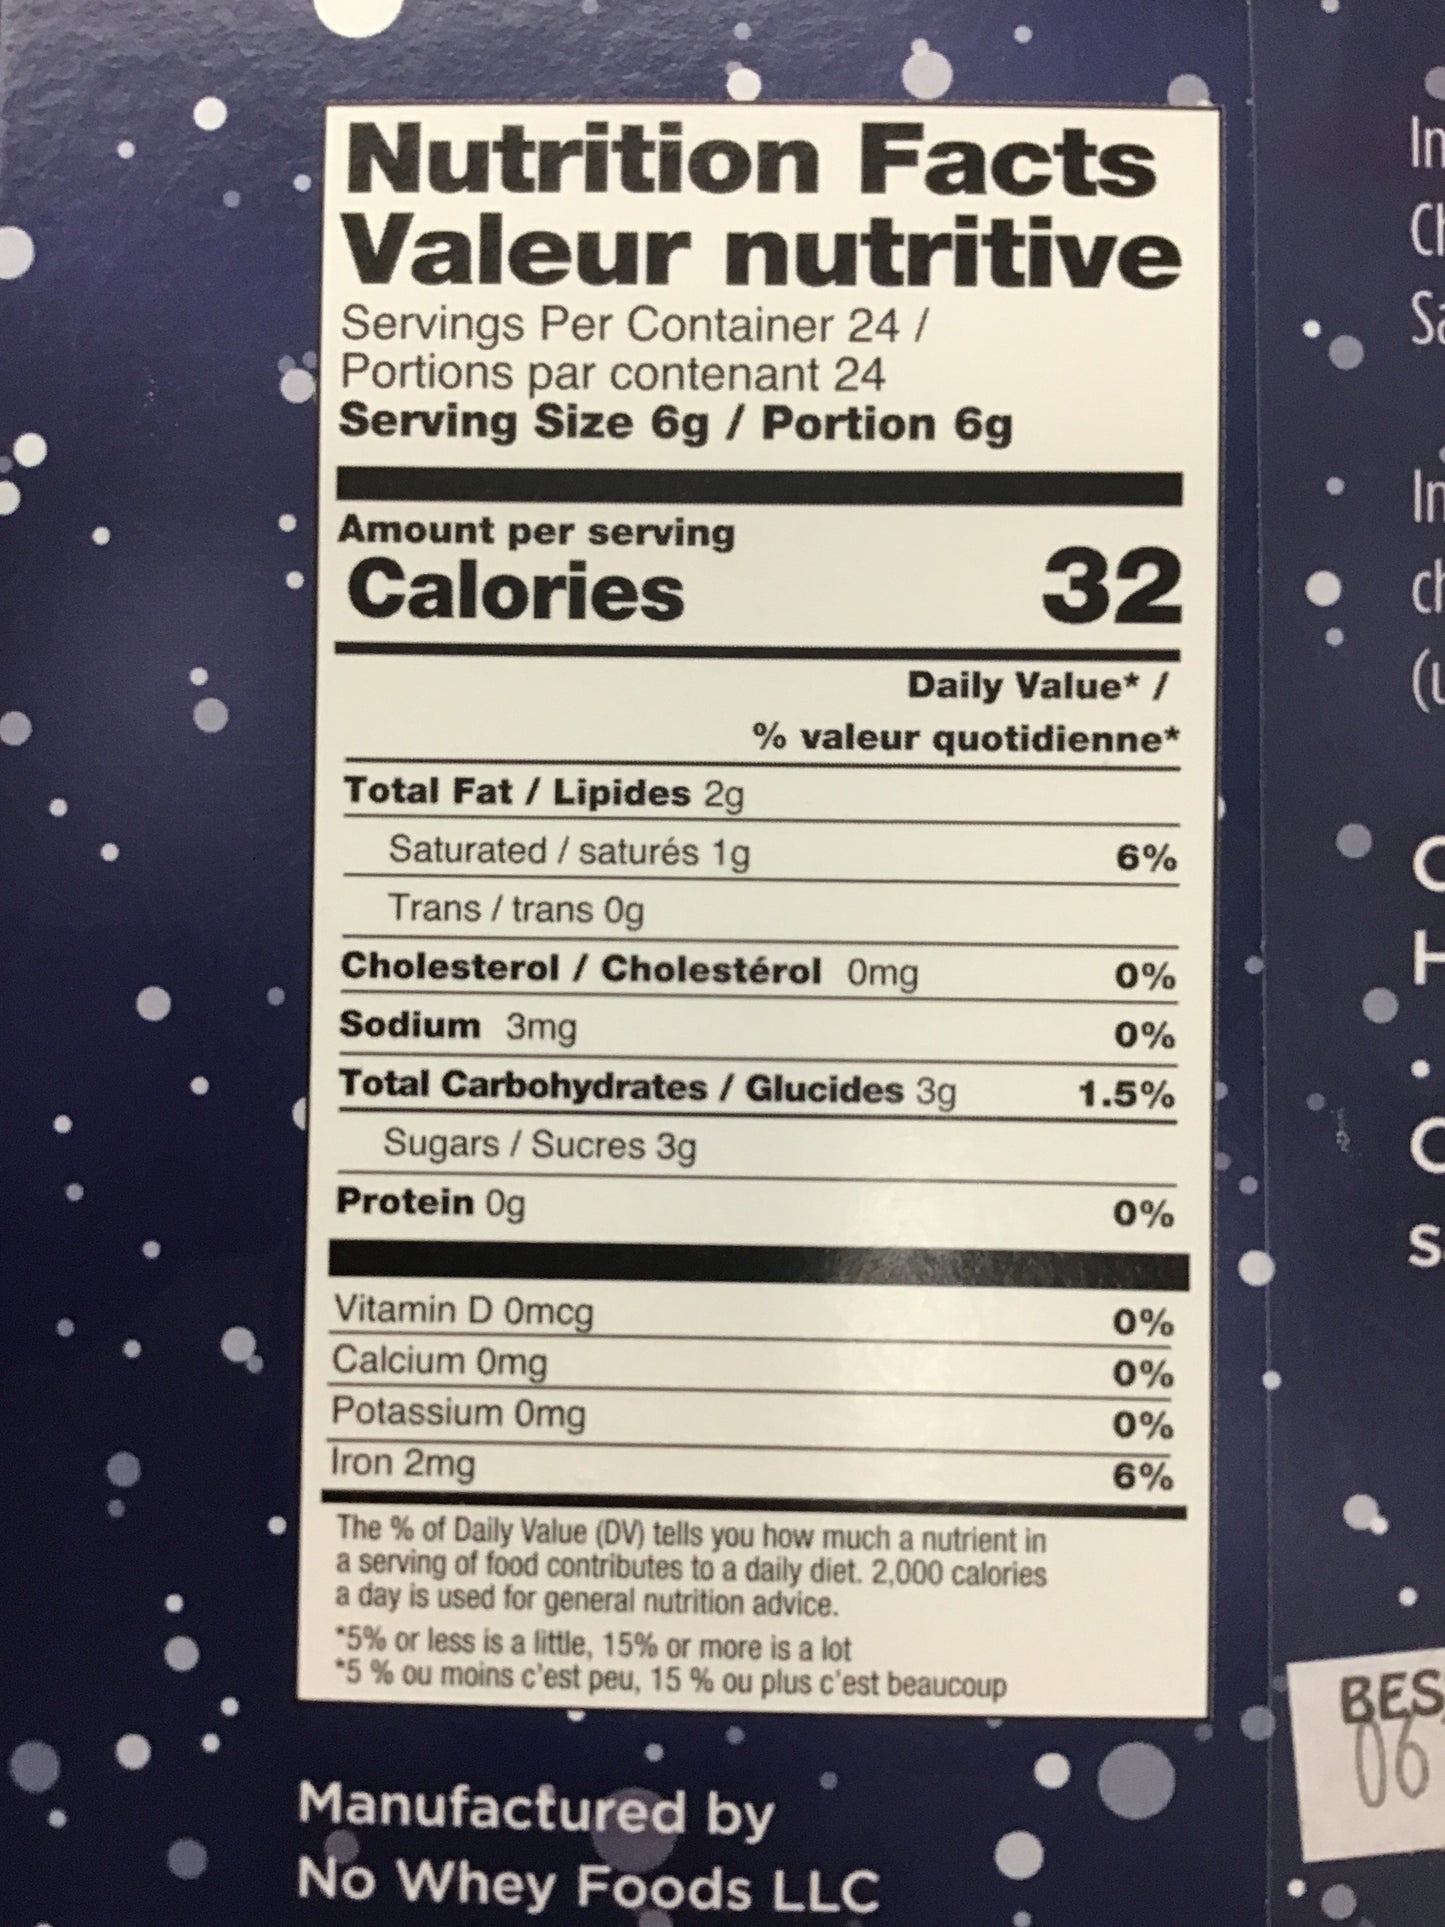 Nutrition Facts
Valeur nutritive
Servings Per Container 24 /
Portions par contenant 24
Serving Size 6g / Portion 6g
Amount per serving
Calories 32
Daily Value* /
% valeur quotidienne*
Total Fat / Lipides 2g
Saturated / saturés 1g 6%
Trans / trans 0g
Cholesterol / Cholestérol 0mg 0%
Sodium 3mg 0%
Total Carbohydrates / Glucides 3g 1.5%
Sugars / Sucres 3g
Protein 0g 0%
Vitamin D 0mcg 0%
Calcium 0mg 0%
Potassium 0mg 0%
Iron 2mg 6%
The % of Daily Value (DV) tells you how much a nutrient in
a serving of food contributes to a daily diet. 2,000 calories
a day is used for general nutrition advice.
*5% or less is a little, 15% or more is a lot
*5 % ou moins c'est peu, 15 % ou plus c'est beaucoup
Manufactured by
No Whey Foods LLC
BES
06